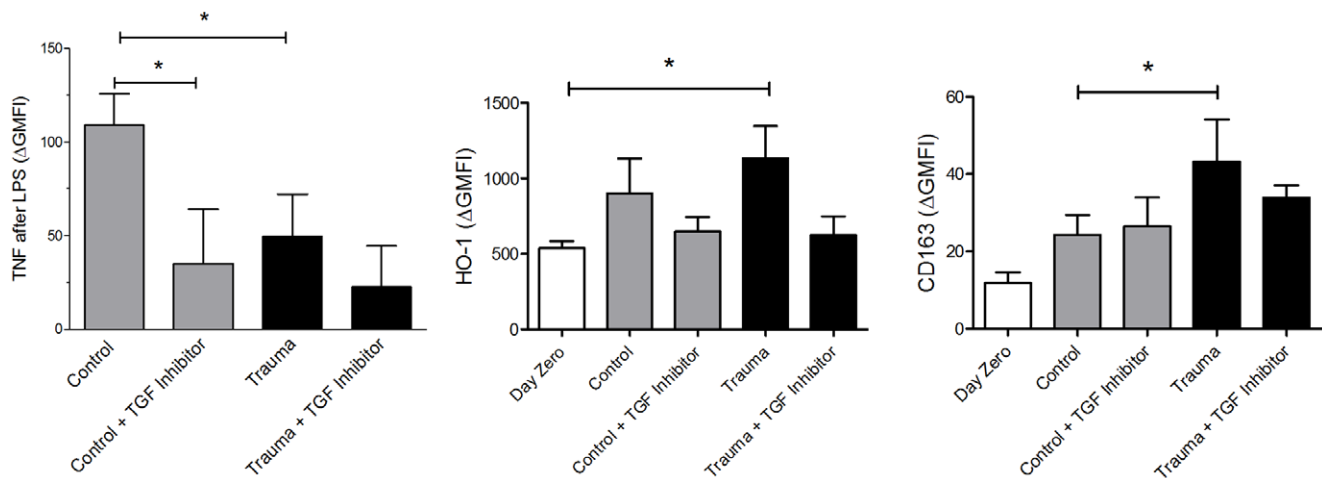 *
*
150
100
50
0
TNF after LPS (ΔGMFI)
Control
Control + TGF Inhibitor
Trauma
Trauma + TGF Inhibitor
*
1500
1000
500
0
HO-1 (ΔGMFI)
Day Zero
Control
Control + TGF Inhibitor
Trauma
Trauma + TGF Inhibitor
*
60
40
20
0
CD163 (ΔGMFI)
Day Zero
Control
Control + TGF Inhibitor
Trauma
Trauma + TGF Inhibitor